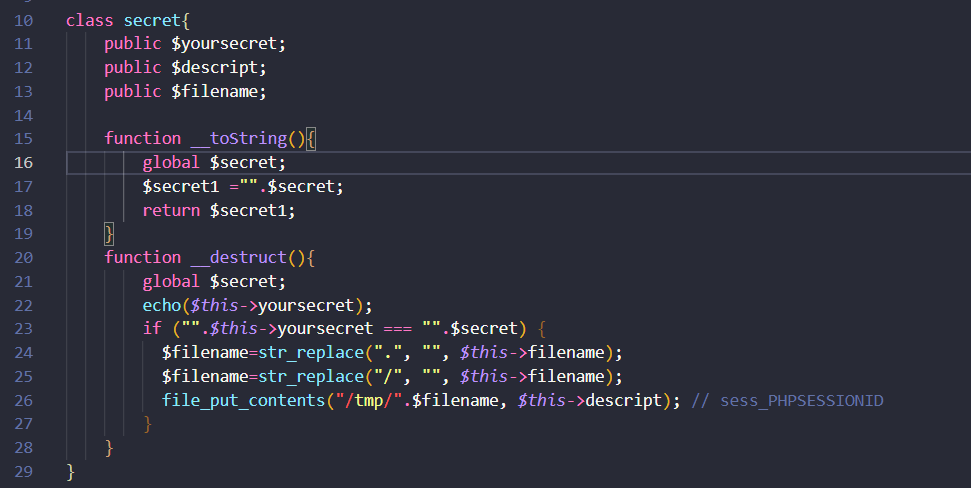 10 class secret{
11 public $yoursecret;
12 public $descript;
13 public $filename;
14
15 function __toString(){
16 global $secret;
17 $secret1 ="".$secret;
18 return $secret1;
19 }
20 function __destruct(){
21 global $secret;
22 echo($this->yoursecret);
23 if ("".$this->yoursecret === "".$secret) {
24 $filename=str_replace(".", "", $this->filename);
25 $filename=str_replace("/", "", $this->filename);
26 file_put_contents("/tmp/".$filename, $this->descript); // sess_PHPSESSIONID
27 }
28 }
29 }